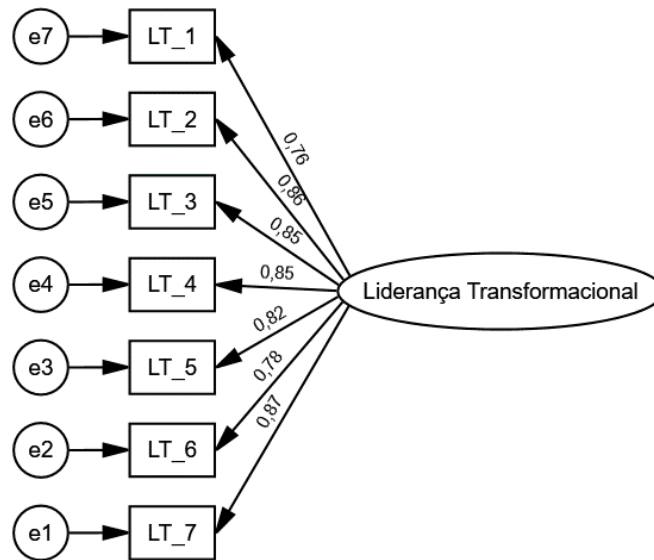 e7
LT_1
0,76
e6
LT_2
0,86
e5
LT_3
0,85
e4
LT_4
0,85
Liderança Transformacional
e3
LT_5
0,82
e2
LT_6
0,78
e1
LT_7
0,87